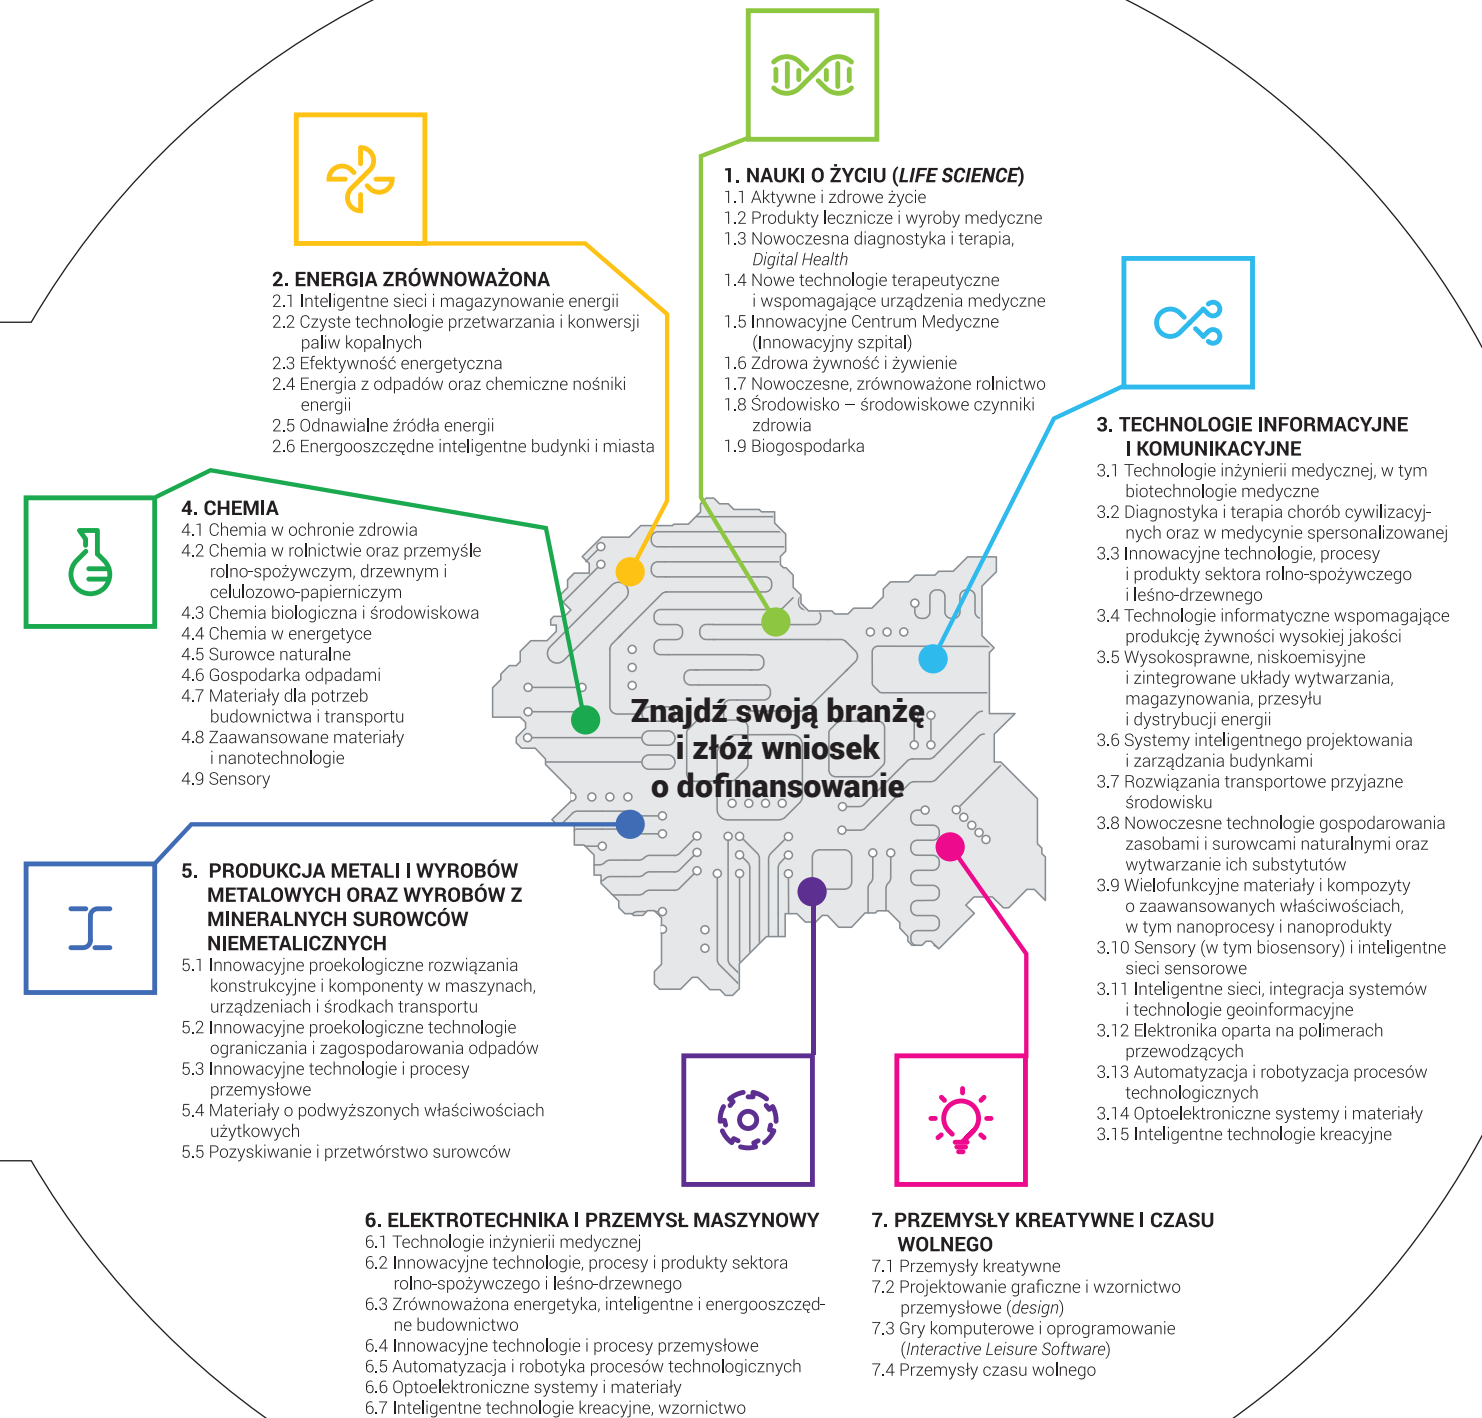 1. NAUKI O ŻYCIU (LIFE SCIENCE)
1.1 Aktywne i zdrowe życie
1.2 Produkty lecznicze i wyroby medyczne
1.3 Nowoczesna diagnostyka i terapia,
Digital Health
1.4 Nowe technologie terapeutyczne
i wspomagające urządzenia medyczne
1.5 Innowacyjne Centrum Medyczne
(Innowacyjny szpital)
1.6 Zdrowa żywność i żywienie
1.7 Nowoczesne, zrównoważone rolnictwo
1.8 Środowisko – środowiskowe czynniki
zdrowia
1.9 Biogospodarka
2. ENERGIA ZRÓWNOWAŻONA
2.1 Inteligentne sieci i magazynowanie energii
2.2 Czyste technologie przetwarzania i konwersji
paliw kopalnych
2.3 Efektywność energetyczna
2.4 Energia z odpadów oraz chemiczne nośniki
energii
2.5 Odnawialne źródła energii
2.6 Energooszczędne inteligentne budynki i miasta
3. TECHNOLOGIE INFORMACYJNE
I KOMUNIKACYJNE
3.1 Technologie inżynierii medycznej, w tym
biotechnologie medyczne
3.2 Diagnostyka i terapia chorób cywilizacyj-
nych oraz w medycynie spersonalizowanej
3.3 Innowacyjne technologie, procesy
i produkty sektora rolno-spożywczego
i leśno-drzewnego
3.4 Technologie informatyczne wspomagające
produkcję żywności wysokiej jakości
3.5 Wysokosprawne, niskoemisyjne
i zintegrowane układy wytwarzania,
magazynowania, przesyłu
i dystrybucji energii
3.6 Systemy inteligentnego projektowania
i zarządzania budynkami
3.7 Rozwiązania transportowe przyjazne
środowisku
3.8 Nowoczesne technologie gospodarowania
zasobami i surowcami naturalnymi oraz
wytwarzanie ich substytutów
3.9 Wielofunkcyjne materiały i kompozyty
o zaawansowanych właściwościach,
w tym nanoprocesy i nanoprodukty
3.10 Sensory (w tym biosensory) i inteligentne
sieci sensorowe
3.11 Inteligentne sieci, integracja systemów
i technologie geoinformacyjne
3.12 Elektronika oparta na polimerach
przewodzących
3.13 Automatyzacja i robotyzacja procesów
technologicznych
3.14 Optoelektroniczne systemy i materiały
3.15 Inteligentne technologie kreacyjne
4. CHEMIA
4.1 Chemia w ochronie zdrowia
4.2 Chemia w rolnictwie oraz przemyśle
rolno-spożywczym, drzewnym i
celulozowo-papierniczym
4.3 Chemia biologiczna i środowiskowa
4.4 Chemia w energetyce
4.5 Surowce naturalne
4.6 Gospodarka odpadami
4.7 Materiały dla potrzeb
budownictwa i transportu
4.8 Zaawansowane materiały
i nanotechnologie
4.9 Sensory
Znajdź swoją branżę
i złóż wniosek
o dofinansowanie
5. PRODUKCJA METALI I WYROBÓW
METALOWYCH ORAZ WYROBÓW Z
MINERALNYCH SUROWCÓW
NIEMETALICZNYCH
5.1 Innowacyjne proekologiczne rozwiązania
konstrukcyjne i komponenty w maszynach,
urządzeniach i środkach transportu
5.2 Innowacyjne proekologiczne technologie
ograniczania i zagospodarowania odpadów
5.3 Innowacyjne technologie i procesy
przemysłowe
5.4 Materiały o podwyższonych właściwościach
użytkowych
5.5 Pozyskiwanie i przetwórstwo surowców
6. ELEKTROTECHNIKA I PRZEMYSŁ MASZYNOWY
6.1 Technologie inżynierii medycznej
6.2 Innowacyjne technologie, procesy i produkty sektora
rolno-spożywczego i leśno-drzewnego
6.3 Zrównoważona energetyka, inteligentne i energooszczęd-
ne budownictwo
6.4 Innowacyjne technologie i procesy przemysłowe
6.5 Automatyzacja i robotyka procesów technologicznych
6.6 Optoelektroniczne systemy i materiały
6.7 Inteligentne technologie kreacyjne, wzornictwo
7. PRZEMYSŁY KREATYWNE I CZASU
WOLNEGO
7.1 Przemysły kreatywne
7.2 Projektowanie graficzne i wzornictwo
przemysłowe (design)
7.3 Gry komputerowe i oprogramowanie
(Interactive Leisure Software)
7.4 Przemysły czasu wolnego